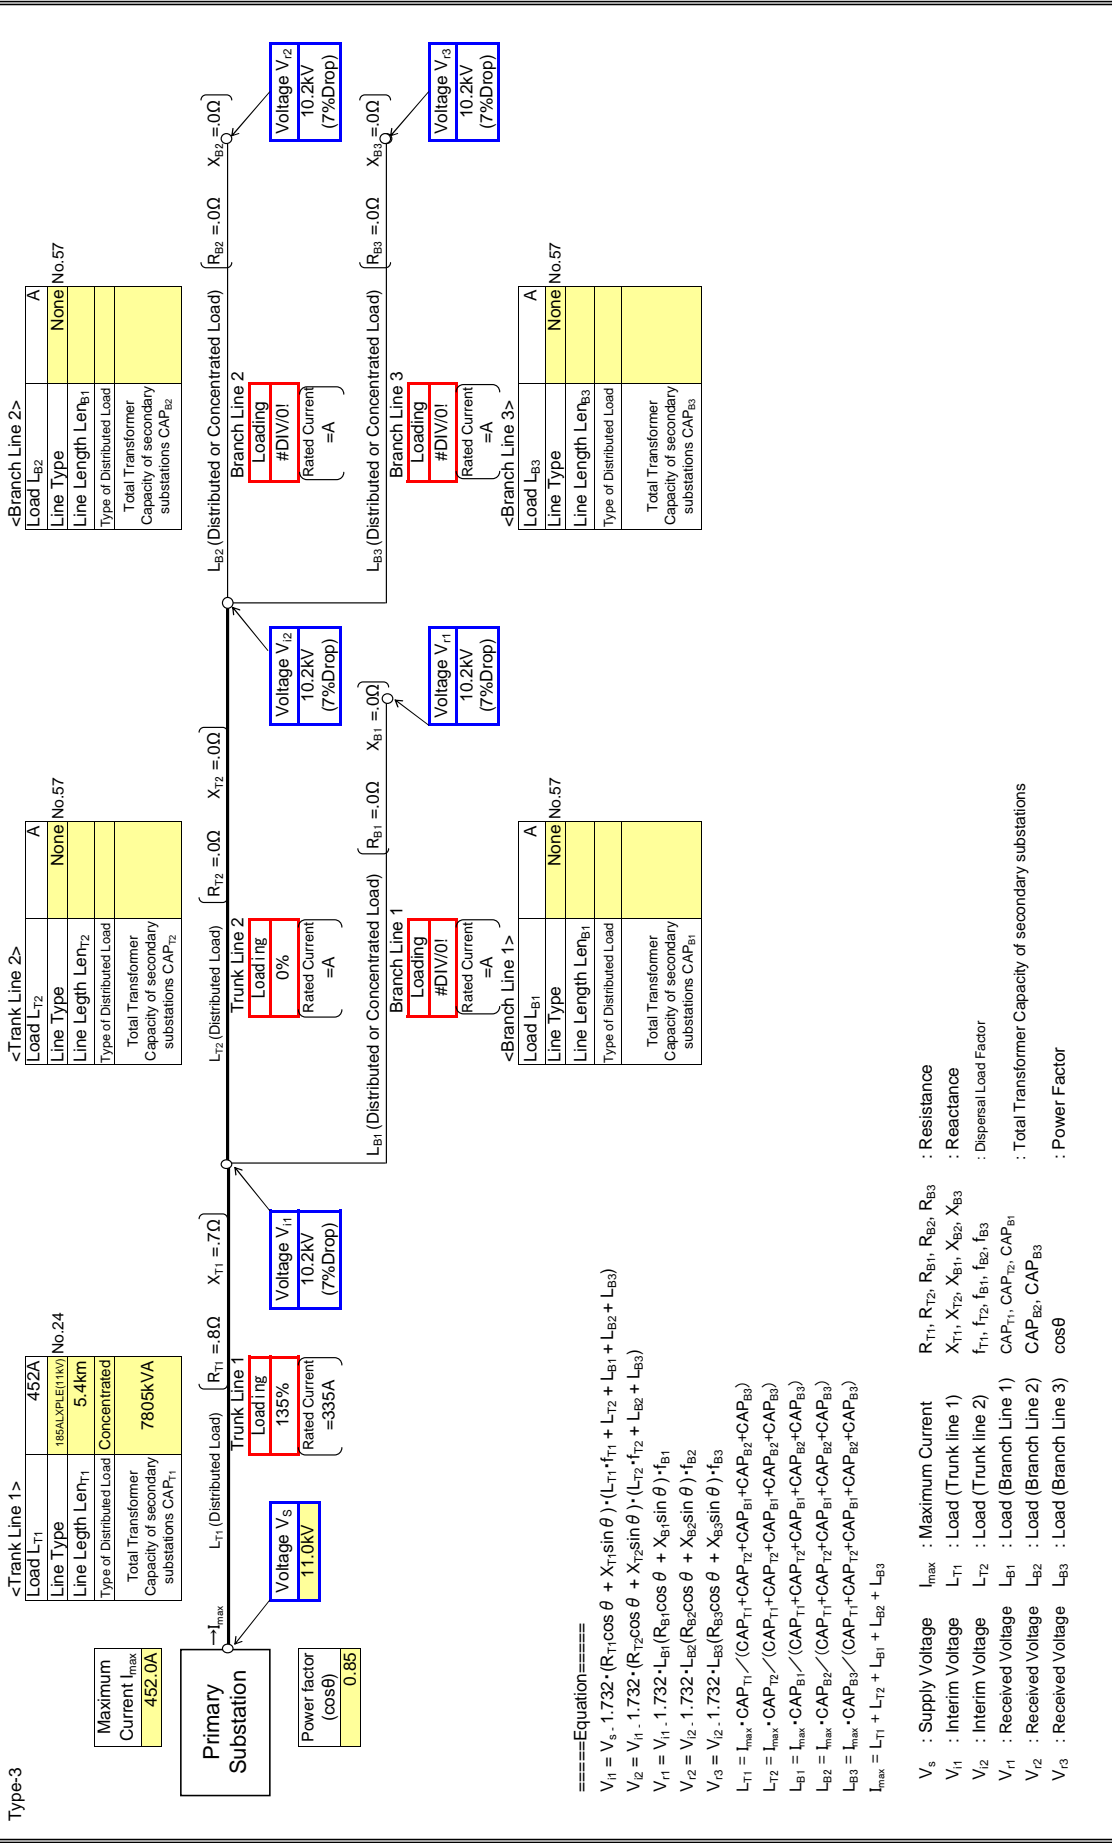 Type-3
Maximum
Current Imax
452.0A
Primary
Substation
→Imax
Power factor
(cosθ)
0.85
Voltage VS
11.0kV
<Trank Line 1>
Load LT1 452A
Line Type 185ALXPLE(11kV) No.24
Line Legth LenT1 5.4km
Type of Distributed Load Concentrated
Total Transformer
Capacity of secondary
substations CAPT1
7805kVA
LT1 (Distributed Load) RT1 =.8Ω XT1 =.7Ω
Trunk Line 1
Loading
135%
Rated Current
=335A
Voltage Vi1
10.2kV
(7%Drop)
<Trank Line 2>
Load LT2 A
Line Type None No.57
Line Length LenT2
Type of Distributed Load
Total Transformer
Capacity of secondary
substations CAPT2
LT2 (Distributed Load) RT2 =.0Ω XT2 =.0Ω
Trunk Line 2
Loading
0%
Rated Current
=A
Voltage Vi2
10.2kV
(7%Drop)
LB1 (Distributed or Concentrated Load) RB1 =.0Ω XB1 =.0Ω
Branch Line 1
Loading
#DIV/0!
Rated Current
=A
Voltage Vr1
10.2kV
(7%Drop)
<Branch Line 1>
Load LB1 A
Line Type None No.57
Line Length LenB1
Type of Distributed Load
Total Transformer
Capacity of secondary
substations CAPB1
<Branch Line 2>
Load LB2 A
Line Type None No.57
Line Length LenB1
Type of Distributed Load
Total Transformer
Capacity of secondary
substations CAPB2
LB2 (Distributed or Concentrated Load) RB2 =.0Ω XB2 =.0Ω
Branch Line 2
Loading
#DIV/0!
Rated Current
=A
Voltage Vr2
10.2kV
(7%Drop)
LB3 (Distributed or Concentrated Load) RB3 =.0Ω XB3 =.0Ω
Branch Line 3
Loading
#DIV/0!
Rated Current
=A
Voltage Vr3
10.2kV
(7%Drop)
<Branch Line 3>
Load LB3 A
Line Type None No.57
Line Length LenB3
Type of Distributed Load
Total Transformer
Capacity of secondary
substations CAPB3
=====Equation=====
Vi1 = Vs - 1.732・(RT1cos θ + XT1sin θ)・(LT1・fT1 + LT2 + LB1 + LB2 + LB3)
Vi2 = Vi1 - 1.732・(RT2cos θ + XT2sin θ)・(LT2・fT2 + LB2 + LB3)
Vr1 = Vi1 - 1.732・LB1(RB1cos θ + XB1sin θ)・fB1
Vr2 = Vi2 - 1.732・LB2(RB2cos θ + XB2sin θ)・fB2
Vr3 = Vi2 - 1.732・LB3(RB3cos θ + XB3sin θ)・fB3
LT1 = Imax・CAPT1／(CAPT1+CAPT2+CAPB1+CAPB2+CAPB3)
LT2 = Imax・CAPT2／(CAPT1+CAPT2+CAPB1+CAPB2+CAPB3)
LB1 = Imax・CAPB1／(CAPT1+CAPT2+CAPB1+CAPB2+CAPB3)
LB2 = Imax・CAPB2／(CAPT1+CAPT2+CAPB1+CAPB2+CAPB3)
LB3 = Imax・CAPB3／(CAPT1+CAPT2+CAPB1+CAPB2+CAPB3)
Imax = LT1 + LT2 + LB1 + LB2 + LB3
Vs : Supply Voltage Imax : Maximum Current RT1, RT2, RB1, RB2, RB3 : Resistance
Vi1 : Interim Voltage LT1 : Load (Trunk line 1) XT1, XT2, XB1, XB2, XB3 : Reactance
Vi2 : Interim Voltage LT2 : Load (Trunk line 2) fT1, fT2, fB1, fB2, fB3 : Dispersal Load Factor
Vr1 : Received Voltage LB1 : Load (Branch Line 1) CAPT1, CAPT2, CAPB1 : Total Transformer Capacity of secondary substations
Vr2 : Received Voltage LB2 : Load (Branch Line 2) CAPB2, CAPB3
Vr3 : Received Voltage LB3 : Load (Branch Line 3) cosθ : Power Factor